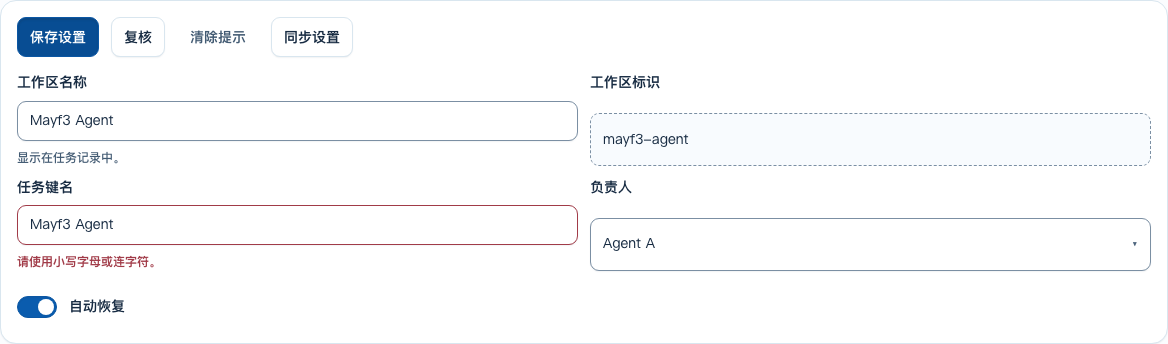 保存设置 复核 清除提示 同步设置
工作区名称
Mayf3 Agent
显示在任务记录中。
工作区标识
mayf3-agent
任务键名
Mayf3 Agent
请使用小写字母或连字符。
负责人
Agent A
自动恢复